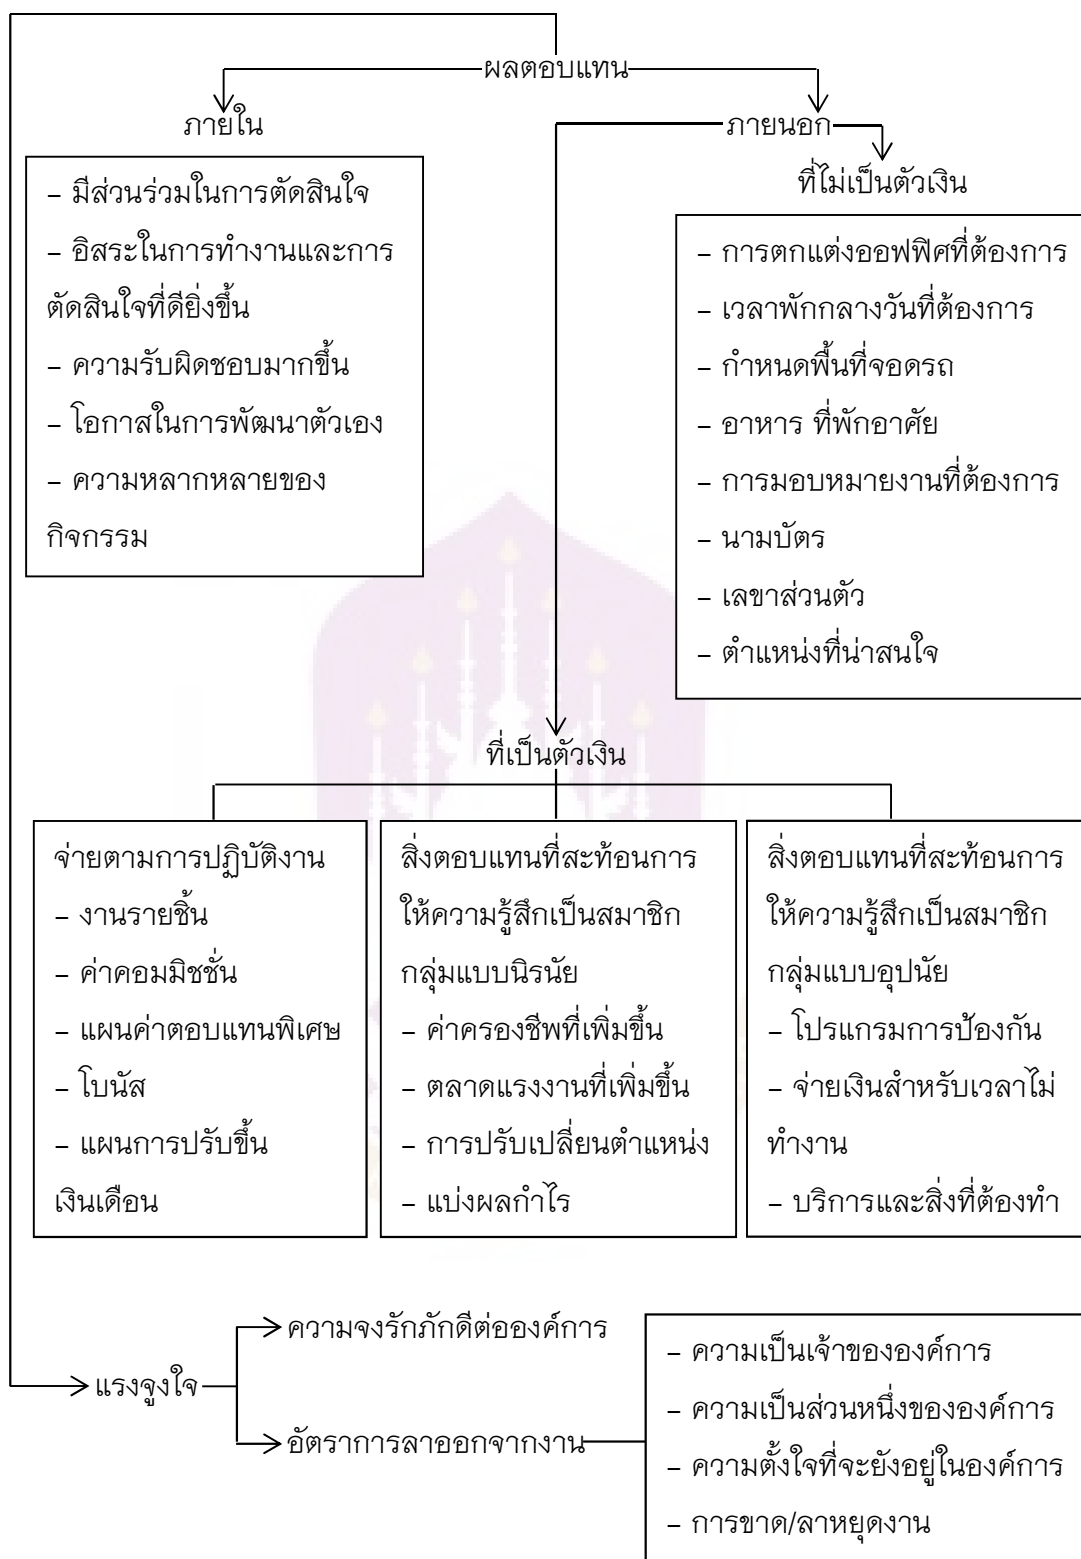 ผลตอบแทน
ภายใน
– มีส่วนร่วมในการตัดสินใจ
– อิสระในการทำงานและการ
ตัดสินใจที่ดียิ่งขึ้น
– ความรับผิดชอบมากขึ้น
– โอกาสในการพัฒนาตัวเอง
– ความหลากหลายของ
กิจกรรม
ภายนอก
ที่ไม่เป็นตัวเงิน
– การตกแต่งออฟฟิศที่ต้องการ
– เวลาพักกลางวันที่ต้องการ
– กำหนดพื้นที่จอดรถ
– อาหาร ที่พักอาศัย
– การมอบหมายงานที่ต้องการ
– นามบัตร
– เลขาส่วนตัว
– ตำแหน่งที่น่าสนใจ
ที่เป็นตัวเงิน
จ่ายตามการปฏิบัติงาน
– งานรายชิ้น
– ค่าคอมมิชชั่น
– แผนค่าตอบแทนพิเศษ
– โบนัส
– แผนการปรับขึ้น
เงินเดือน
สิ่งตอบแทนที่สะท้อนการ
ให้ความรู้สึกเป็นสมาชิก
กลุ่มแบบนิรนัย
– ค่าครองชีพที่เพิ่มขึ้น
– ตลาดแรงงานที่เพิ่มขึ้น
– การปรับเปลี่ยนตำแหน่ง
– แบ่งผลกำไร
สิ่งตอบแทนที่สะท้อนการ
ให้ความรู้สึกเป็นสมาชิก
กลุ่มแบบอุปนัย
– โปรแกรมการป้องกัน
– จ่ายเงินสำหรับเวลาไม่
ทำงาน
– บริการและสิ่งที่ต้องทำ
แรงจูงใจ
ความจงรักภักดีต่อองค์การ
อัตราการลาออกจากงาน
– ความเป็นเจ้าขององค์การ
– ความเป็นส่วนหนึ่งขององค์การ
– ความตั้งใจที่จะยังอยู่ในองค์การ
– การขาด/ลาหยุดงาน